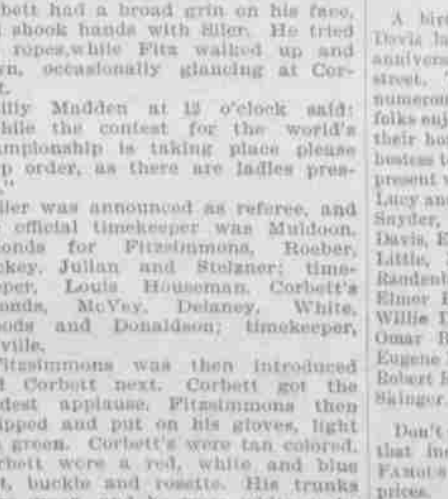 bett had a broad grin on his face,
shook hands with Siler. He tried
ropes, while Fitz walked up and
wn, occasionally glancing at Cor-
t.
illy Madden at 12 o'clock said:
hile the contest for the world's
ampionship is taking place please
p order, as there are ladies pres-
."
iler was announced as referee, and
official timekeeper was Muldoon.
onds for Fitzsimmons, Roeber,
ckey, Julian and Stelzner; time-
eper, Louis Houseman. Corbett's
onds, McVey, Delaney, White,
oods and Donaldson; timekeeper,
ville.
Fitzsimmons was then introduced
d Corbett next. Corbett got the
dest applause. Fitzsimmons then
ipped and put on his gloves, light
green. Corbett's were tan colored.
rbett wore a red, white and blue
t, buckle and rosette. His trunks
A
Davis
annivers
street.
numerou
folks enj
their ho
present
Lucy and
Snyder,
Davis, E
Little,
Elmer
Willie D
Omar B
Eugene
Robert
Don't
that
Famous
prices